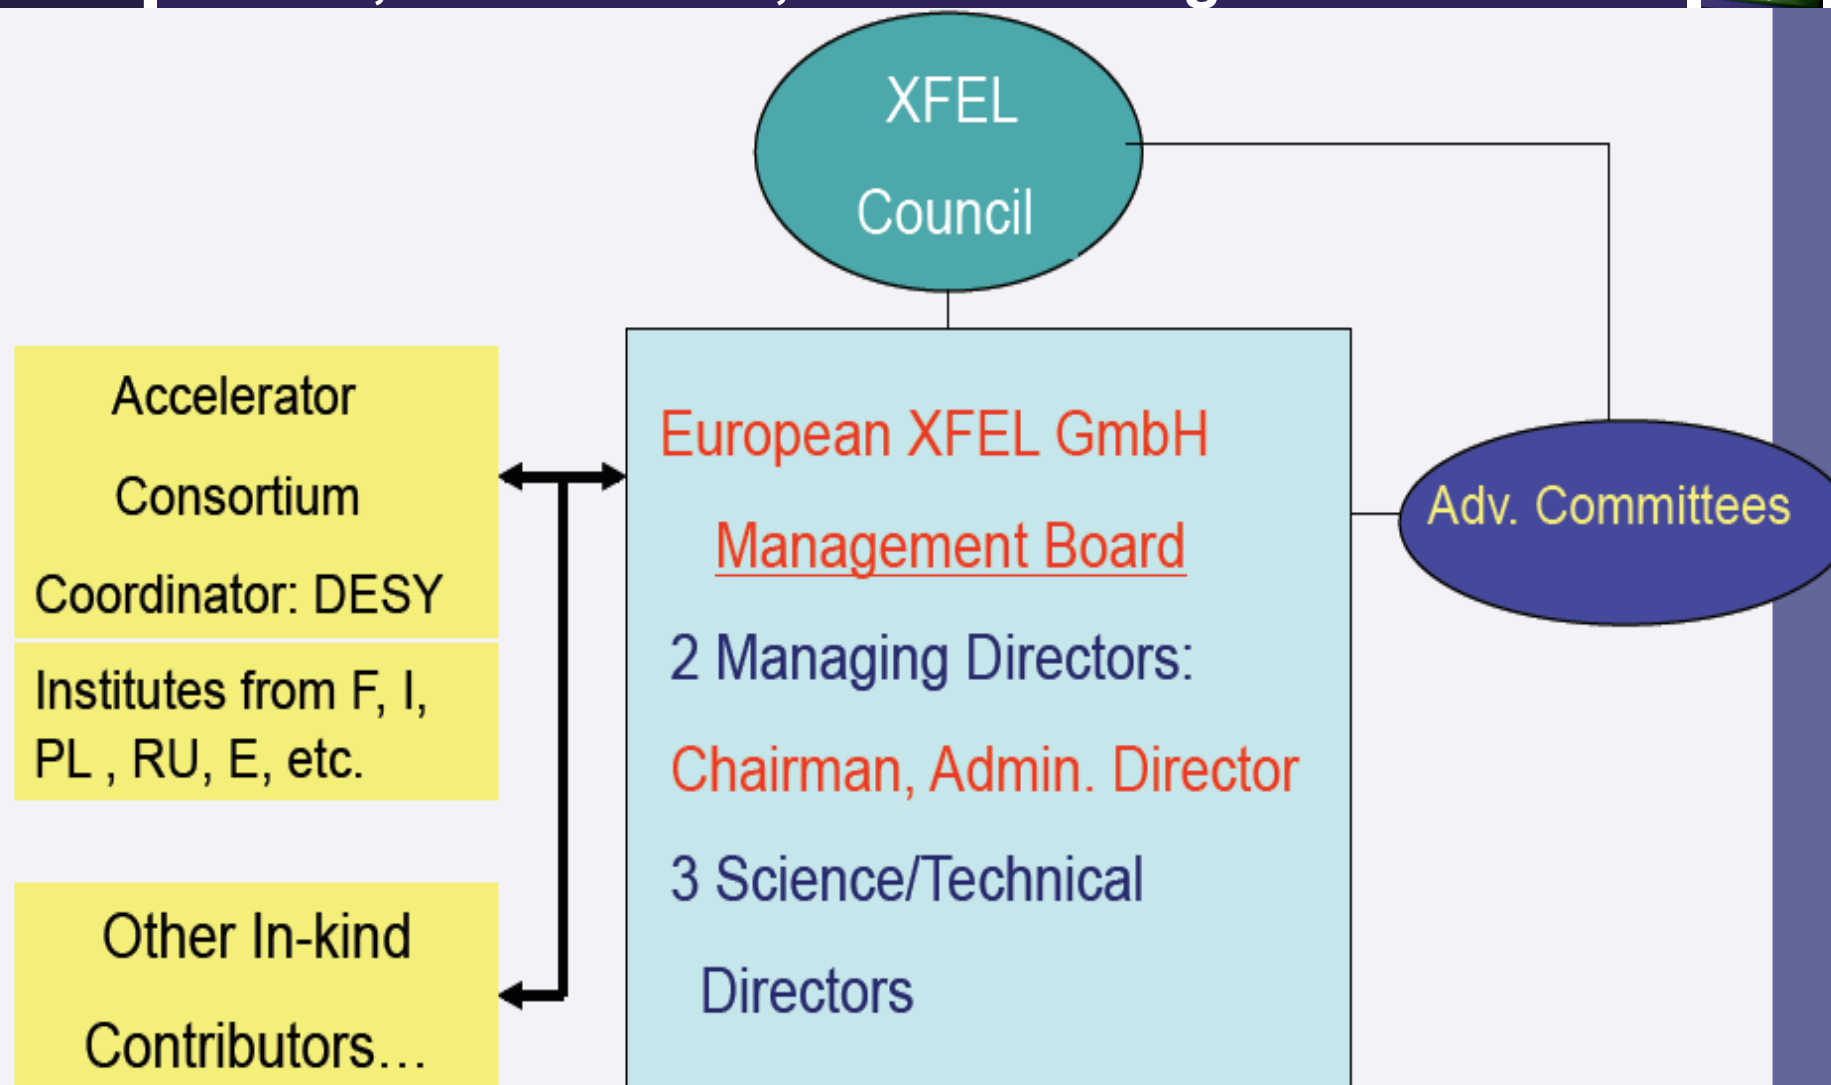 XFEL
Council
Accelerator
Consortium
Coordinator: DESY
Institutes from F, I,
PL , RU, E, etc.
Other In-kind
Contributors…
European XFEL GmbH
Management Board
2 Managing Directors:
Chairman, Admin. Director
3 Science/Technical
Directors
Adv. Committees